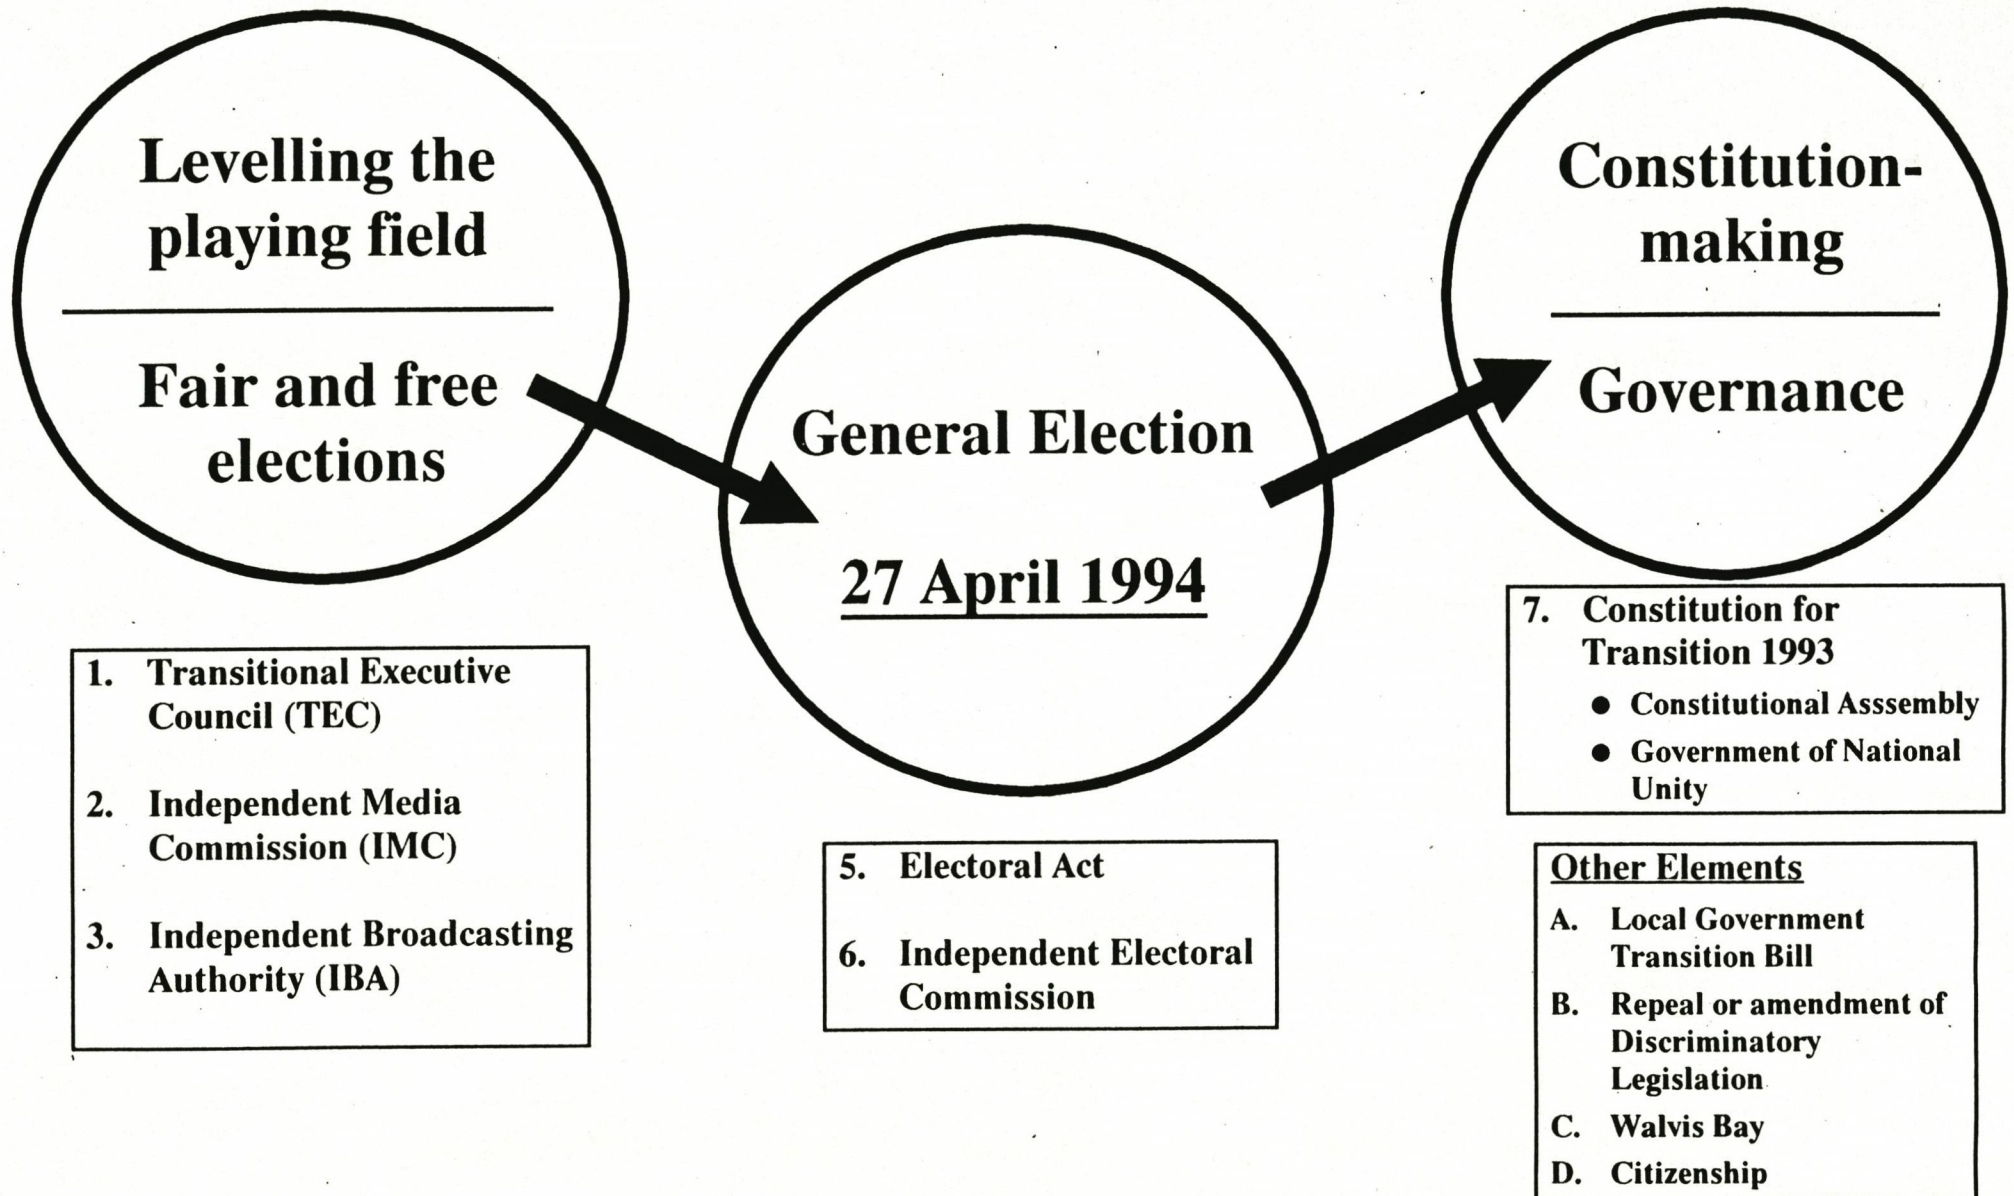 Levelling the
playing field
Fair and free
elections
General Election
27 April 1994
Constitution-
making
Governance
1. Transitional Executive
Council (TEC)
2. Independent Media
Commission (IMC)
3. Independent Broadcasting
Authority (IBA)
5. Electoral Act
6. Independent Electoral
Commission
7. Constitution for
Transition 1993
● Constitutional Asssembly
● Government of National
Unity
Other Elements
A. Local Government
Transition Bill
B. Repeal or amendment of
Discriminatory
Legislation
C. Walvis Bay
D. Citizenship